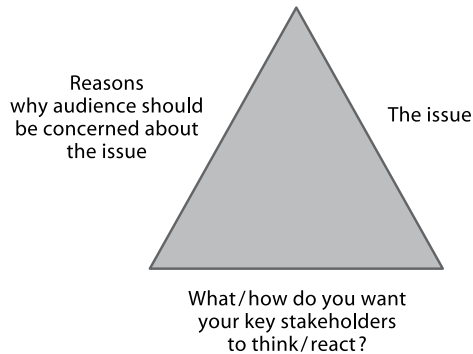 Reasons
why audience should
be concerned about
the issue
The issue
What/how do you want
your key stakeholders
to think/react?